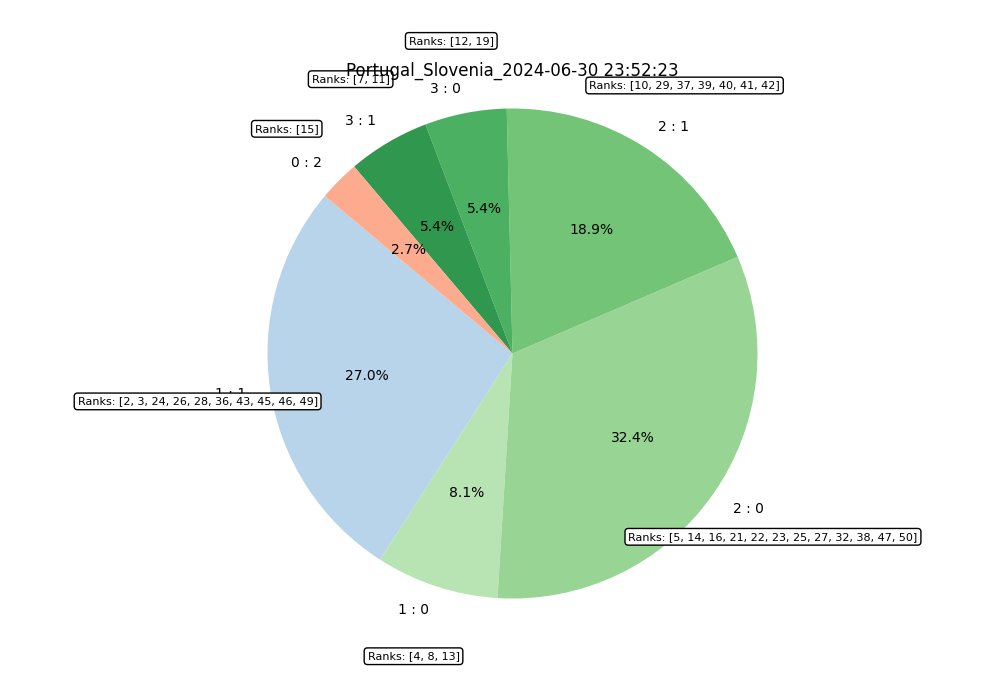 Ranks: [12, 19]
Portugal_Slovenia_2024-06-30 23:52:23
Ranks: [7, 11]
3 : 0
Ranks: [10, 29, 37, 39, 40, 41, 42]
3 : 1
2 : 1
Ranks: [15]
0 : 2
5.4%
5.4%
18.9%
2.7%
27.0%
1 : 1
Ranks: [2, 3, 24, 26, 28, 36, 43, 45, 46, 49]
32.4%
8.1%
2 : 0
Ranks: [5, 14, 16, 21, 22, 23, 25, 27, 32, 38, 47, 50]
1 : 0
Ranks: [4, 8, 13]